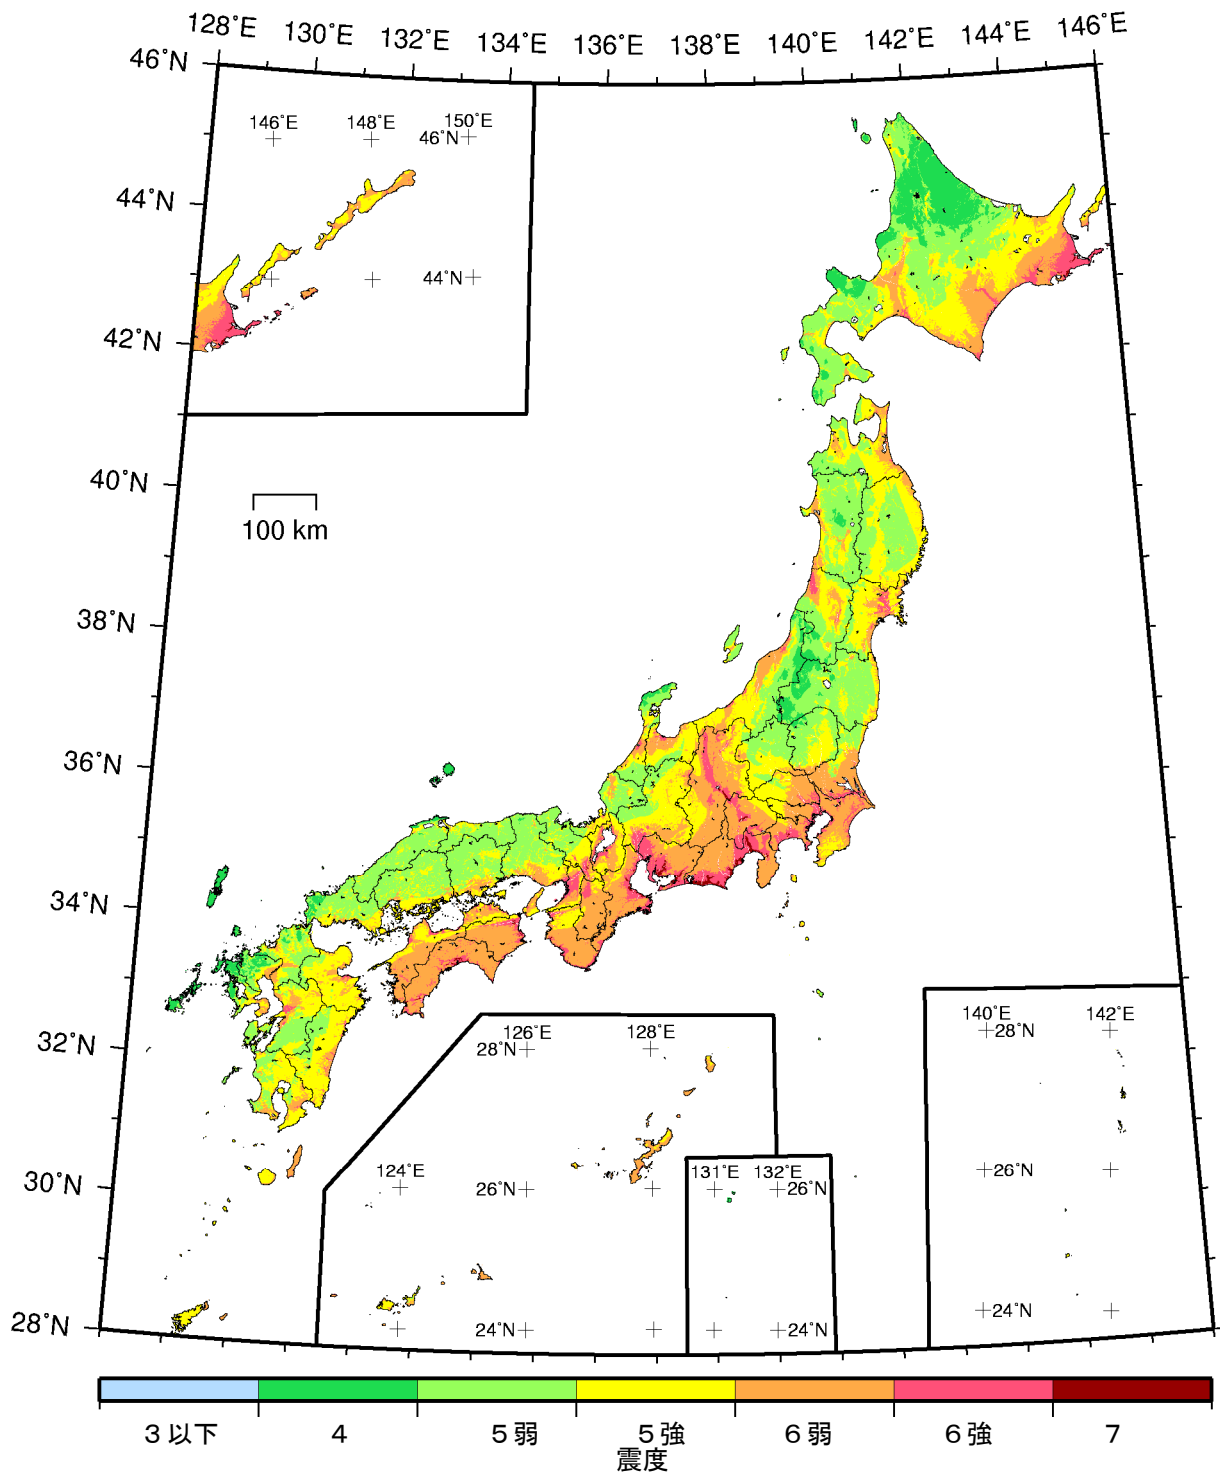 128°E 130°E 132°E 134°E 136°E 138°E 140°E 142°E 144°E 146°E
46°N
146°E 148°E 150°E
46°N
44°N
44°N
42°N
40°N
100 km
38°N
36°N
34°N
32°N
126°E 128°E
28°N
140°E 142°E
28°N
30°N
124°E
26°N
131°E 132°E
26°N
26°N
28°N
24°N
24°N
24°N
3以下 4 5弱 5強 6弱 6強 7
震度